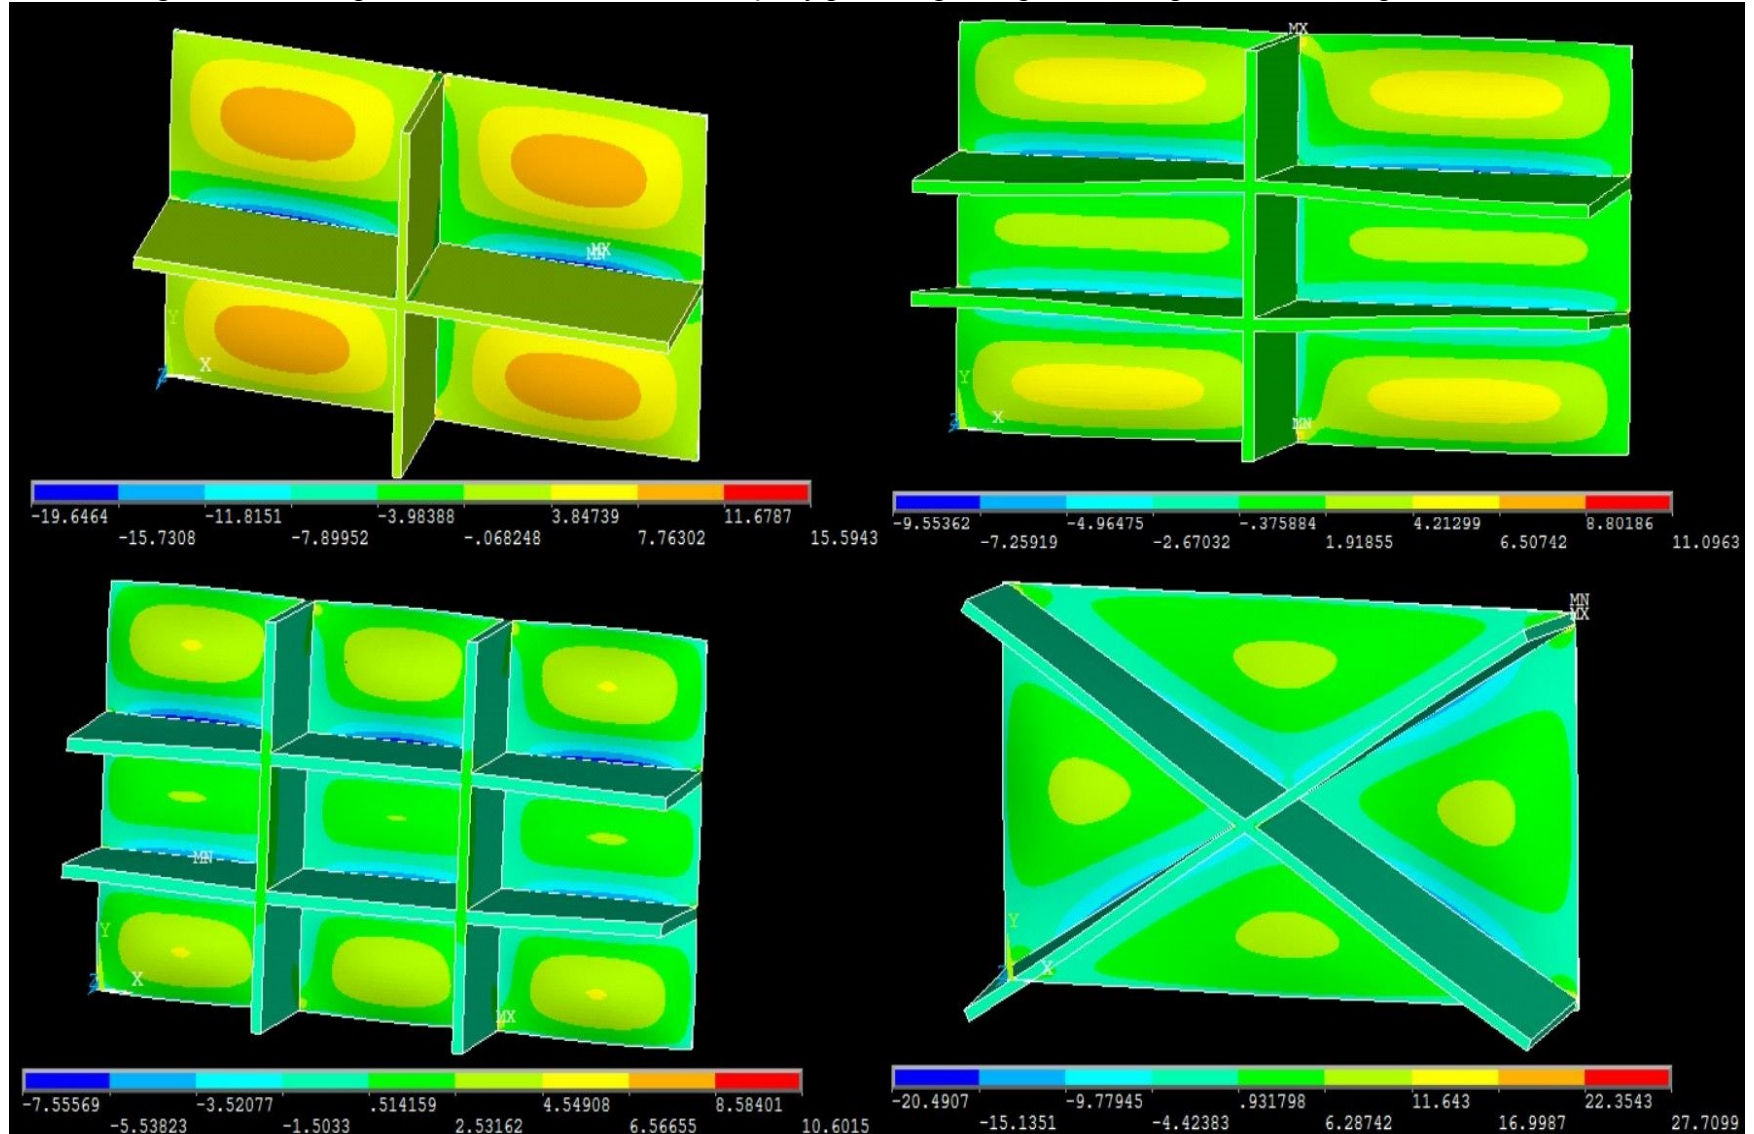 MX
MN
Y
X
Z
-19.6464 -11.8151 -3.98388 3.84739 11.6787
-15.7308 -7.89952 -.068248 7.76302 15.5943
MX
MN
Y
X
Z
-9.55362 -4.96475 -.375884 4.21299 8.80186
-7.25919 -2.67032 1.91855 6.50742 11.0963
MN
Y
X
Z
MX
-7.55569 -3.52077 .514159 4.54908 8.58401
-5.53823 -1.5033 2.53162 6.56655 10.6015
MN
MX
Y
X
Z
-20.4907 -9.77945 .931798 11.643 22.3543
-15.1351 -4.42383 6.28742 16.9987 27.7099